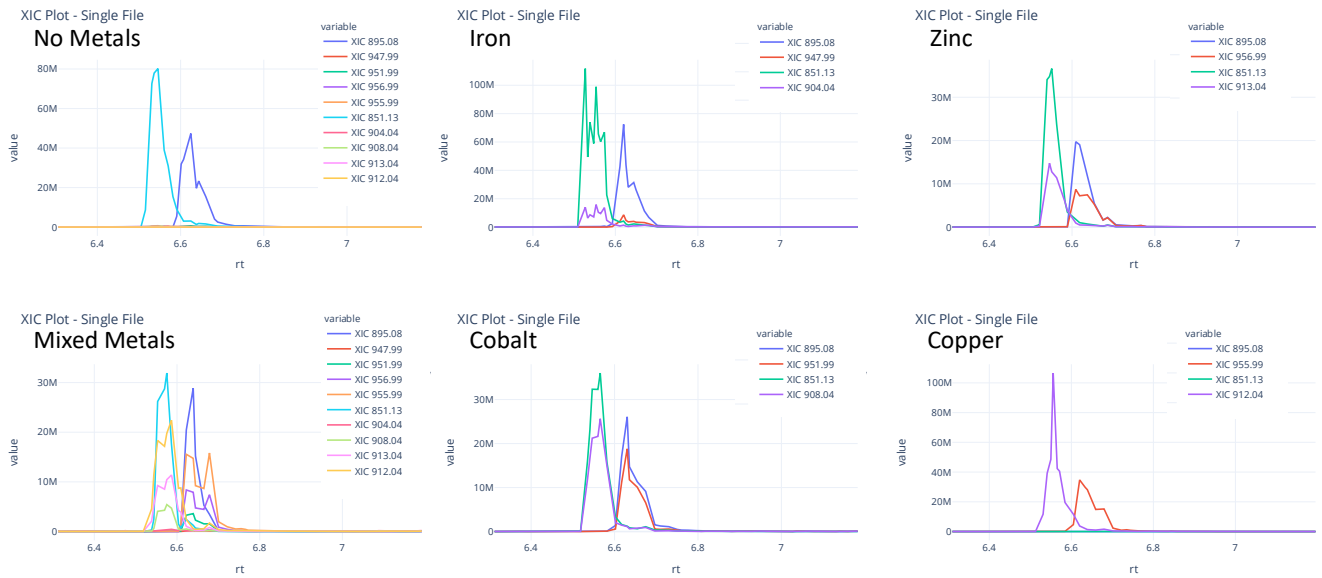 XIC Plot - Single File
No Metals
variable
XIC 895.08
XIC 947.99
XIC 951.99
XIC 956.99
XIC 955.99
XIC 851.13
XIC 904.04
XIC 908.04
XIC 913.04
XIC 912.04
80M
60M
40M
20M
0
value
6.4
6.6
6.8
7
rt
XIC Plot - Single File
Iron
variable
XIC 895.08
XIC 947.99
XIC 851.13
XIC 904.04
100M
80M
60M
40M
20M
0
value
6.4
6.6
6.8
7
rt
XIC Plot - Single File
Zinc
variable
XIC 895.08
XIC 956.99
XIC 851.13
XIC 913.04
30M
20M
10M
0
value
6.4
6.6
6.8
7
rt
XIC Plot - Single File
Mixed Metals
variable
XIC 895.08
XIC 947.99
XIC 951.99
XIC 956.99
XIC 955.99
XIC 851.13
XIC 904.04
XIC 908.04
XIC 913.04
XIC 912.04
30M
20M
10M
0
value
6.4
6.6
6.8
7
rt
XIC Plot - Single File
Cobalt
variable
XIC 895.08
XIC 951.99
XIC 851.13
XIC 908.04
30M
20M
10M
0
value
6.4
6.6
6.8
7
rt
XIC Plot - Single File
Copper
variable
XIC 895.08
XIC 955.99
XIC 851.13
XIC 912.04
100M
80M
60M
40M
20M
0
value
6.4
6.6
6.8
7
rt